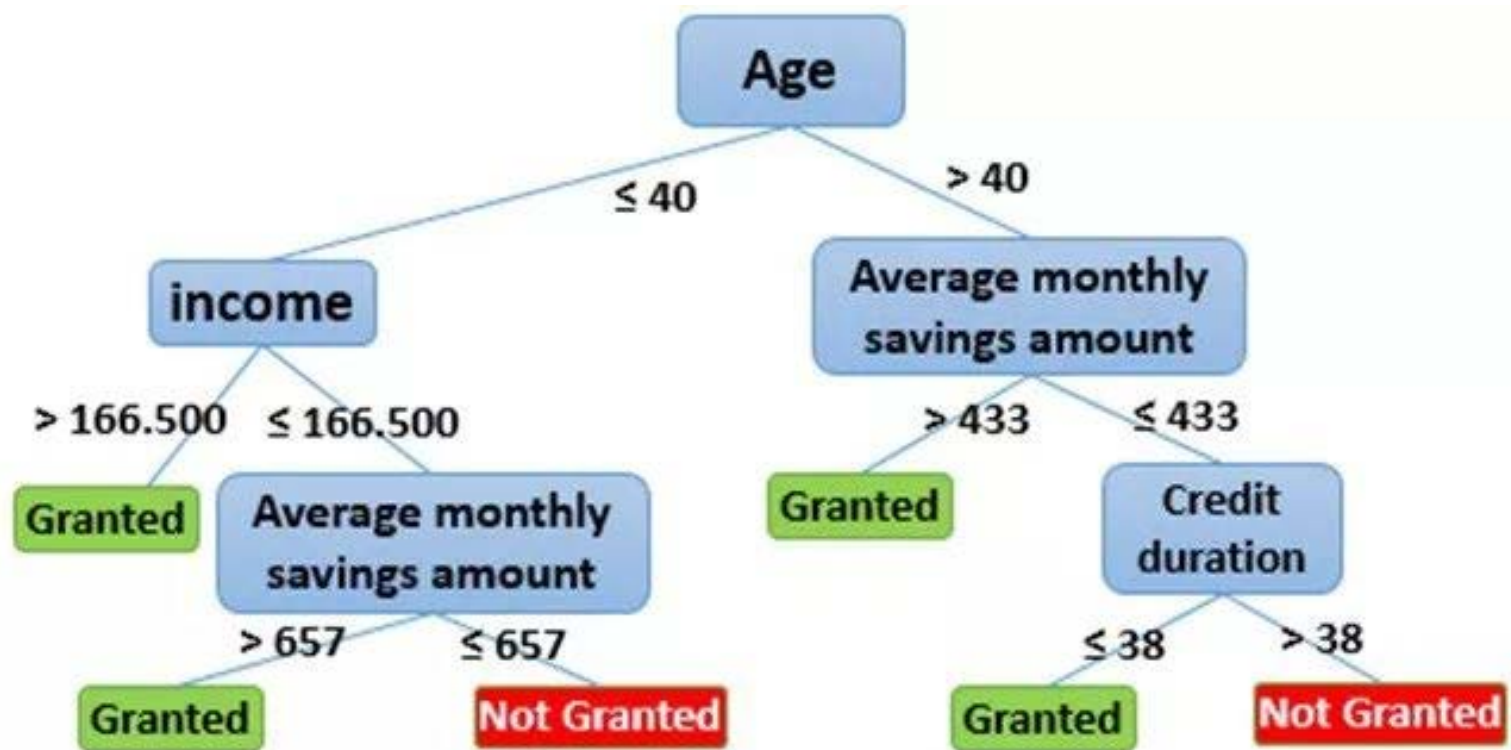 Age
≤ 40
> 40
income
Average monthly
savings amount
> 166.500
≤ 166.500
> 433
≤ 433
Granted
Average monthly
savings amount
Granted
Credit
duration
> 657
≤ 657
≤ 38
> 38
Granted
Not Granted
Granted
Not Granted